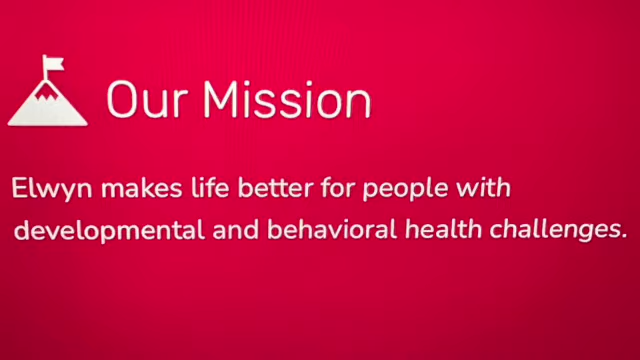 Our Mission
Elwyn makes life better for people with
developmental and behavioral health challenges.